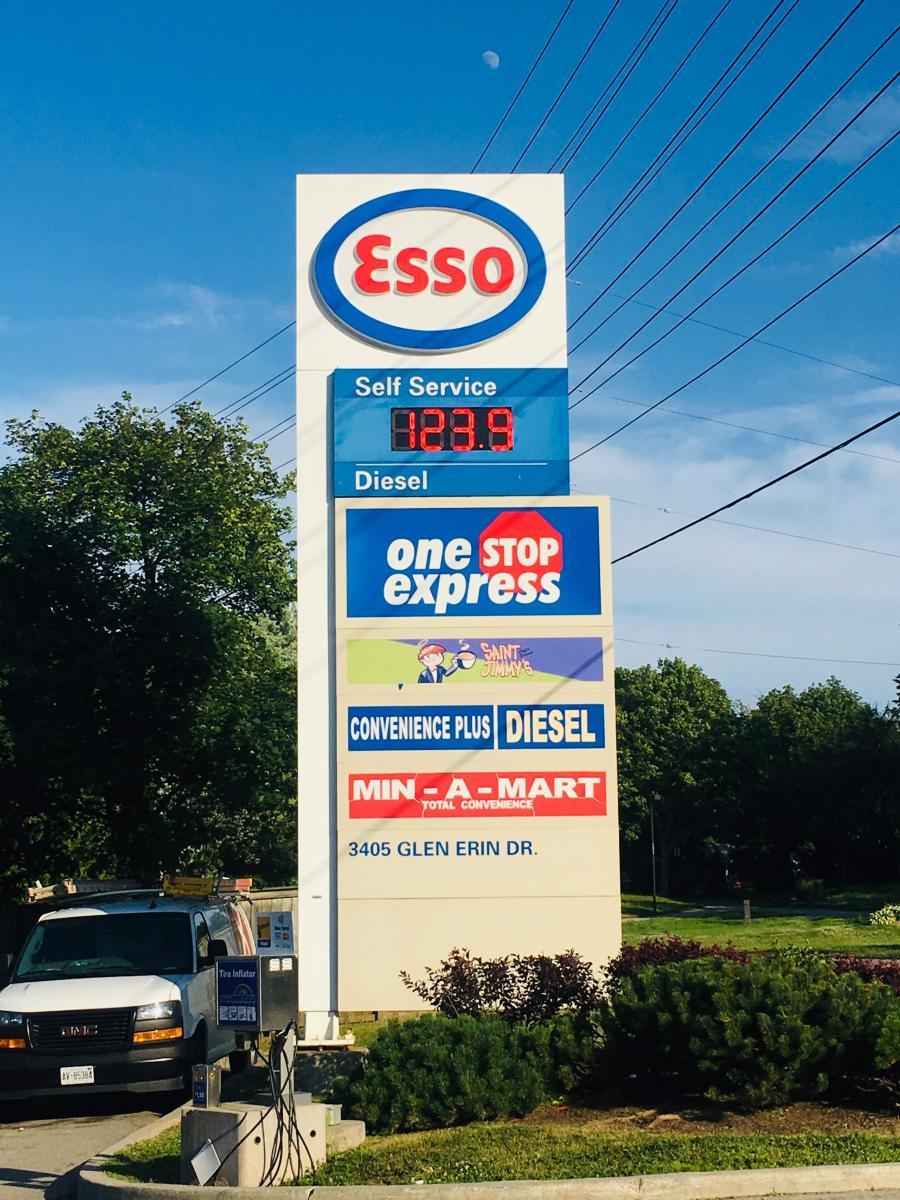 Esso
Self Service
123.9
Diesel
one STOP
express
SAINT
JIMMY'S
CONVENIENCE PLUS DIESEL
MIN - A - MART
TOTAL CONVENIENCE
3405 GLEN ERIN DR.
Tire Inflator
GMC